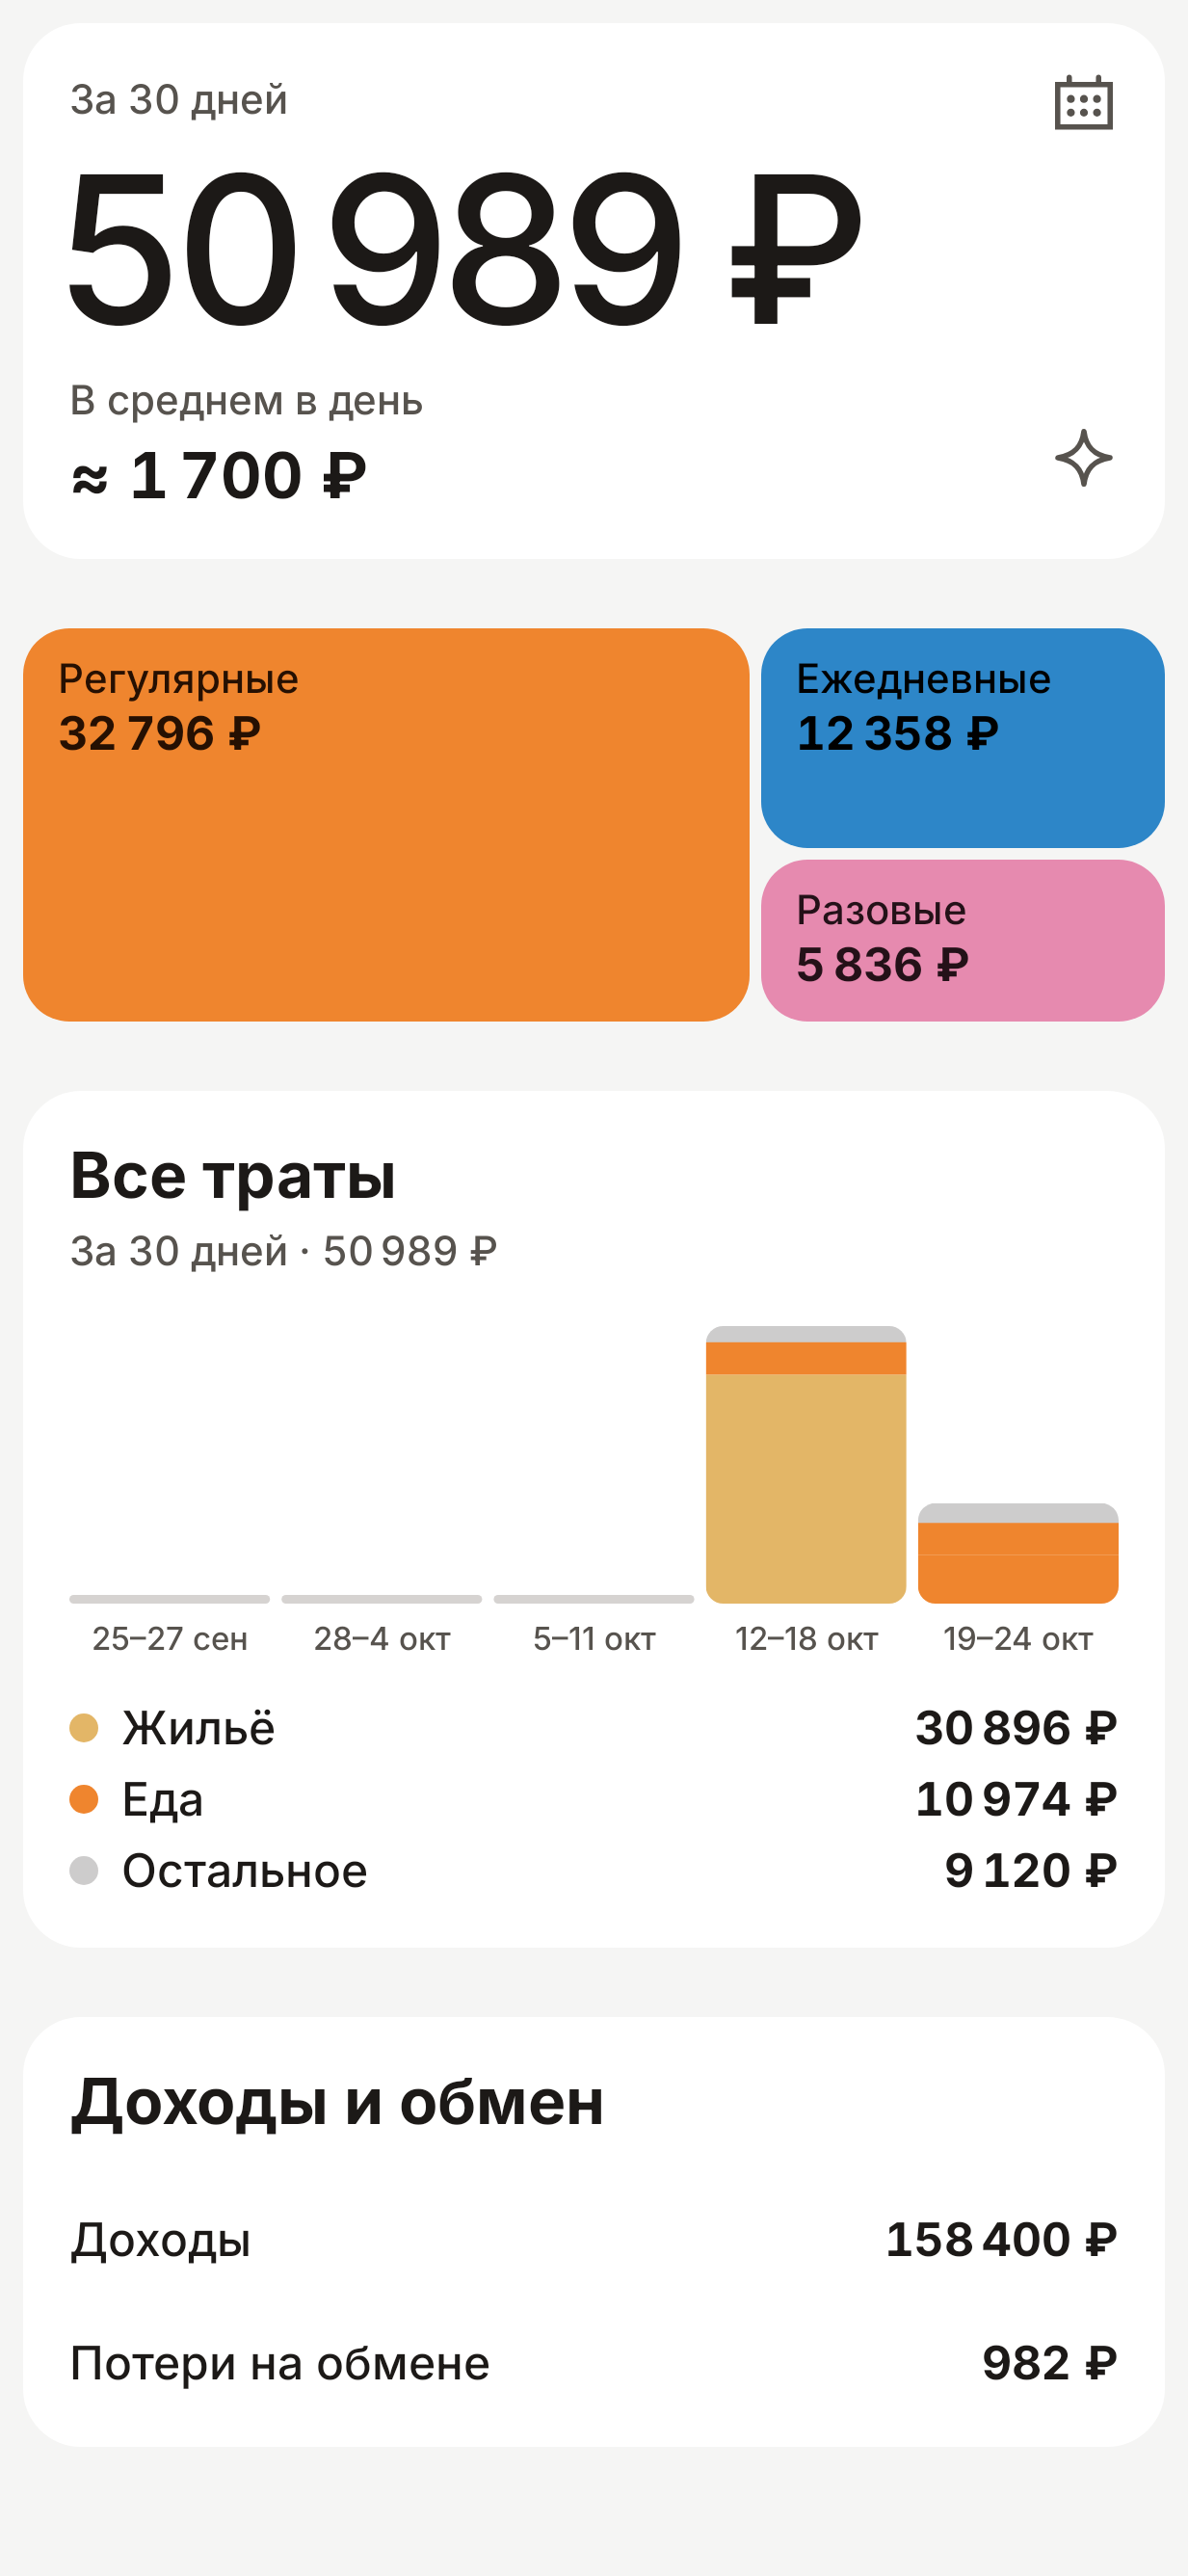 За 30 дней
50 989 ₽
В среднем в день
≈ 1 700 ₽
Регулярные
32 796 ₽
Ежедневные
12 358 ₽
Разовые
5 836 ₽
Все траты
За 30 дней · 50 989 ₽
25–27 сен 28–4 окт 5–11 окт 12–18 окт 19–24 окт
Жильё 30 896 ₽
Еда 10 974 ₽
Остальное 9 120 ₽
Доходы и обмен
Доходы 158 400 ₽
Потери на обмене 982 ₽